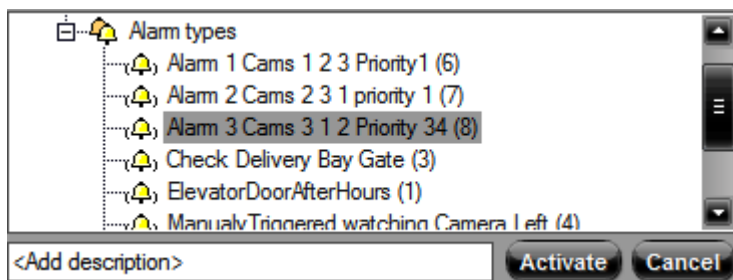 Alarm types
Alarm 1 Cams 1 2 3 Priority1 (6)
Alarm 2 Cams 2 3 1 priority 1 (7)
Alarm 3 Cams 3 1 2 Priority 34 (8)
Check Delivery Bay Gate (3)
ElevatorDoorAfterHours (1)
ManualyTriggered watching Camera Left (4)
<Add description>
Activate Cancel